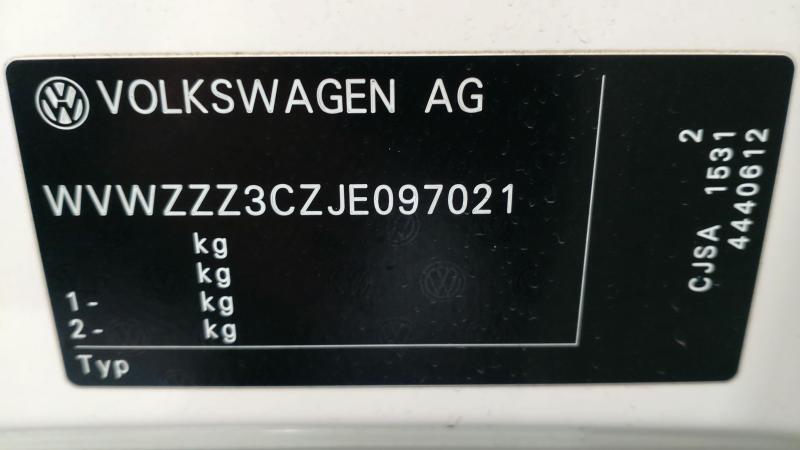 VOLKSWAGEN AG
WVWZZZ3CZJE097021
kg
kg
1- kg
2- kg
Typ
2
CJSA 1531
4440612